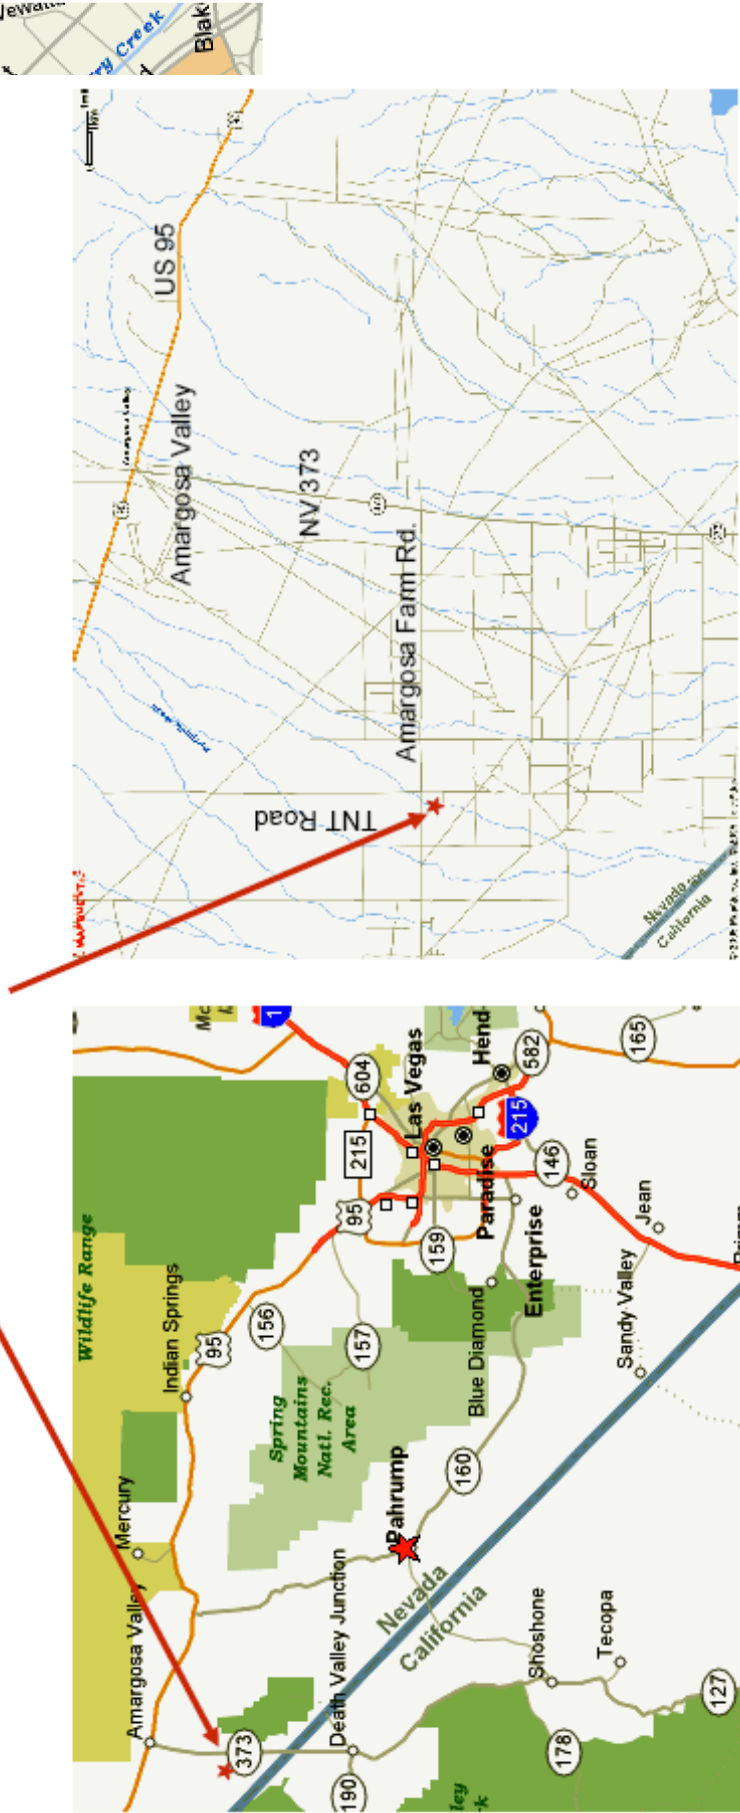 ry Creek
Blak
US 95
Amargosa Valley
NV 373
Amargosa Farm Rd.
TNT Road
Nevada
California
Wildlife Range
Mercury
Indian Springs
Amargosa Valley
95
156
157
Spring
Mountains
Natl. Rec.
Area
Pahrump
160
Blue Diamond
159
95
215
604
1
Las Vegas
Paradise
Hend
582
215
146
Enterprise
Sloan
Jean
Sandy Valley
165
373
Death Valley Junction
190
Nevada
California
Shoshone
Tecopa
178
127
ley
k